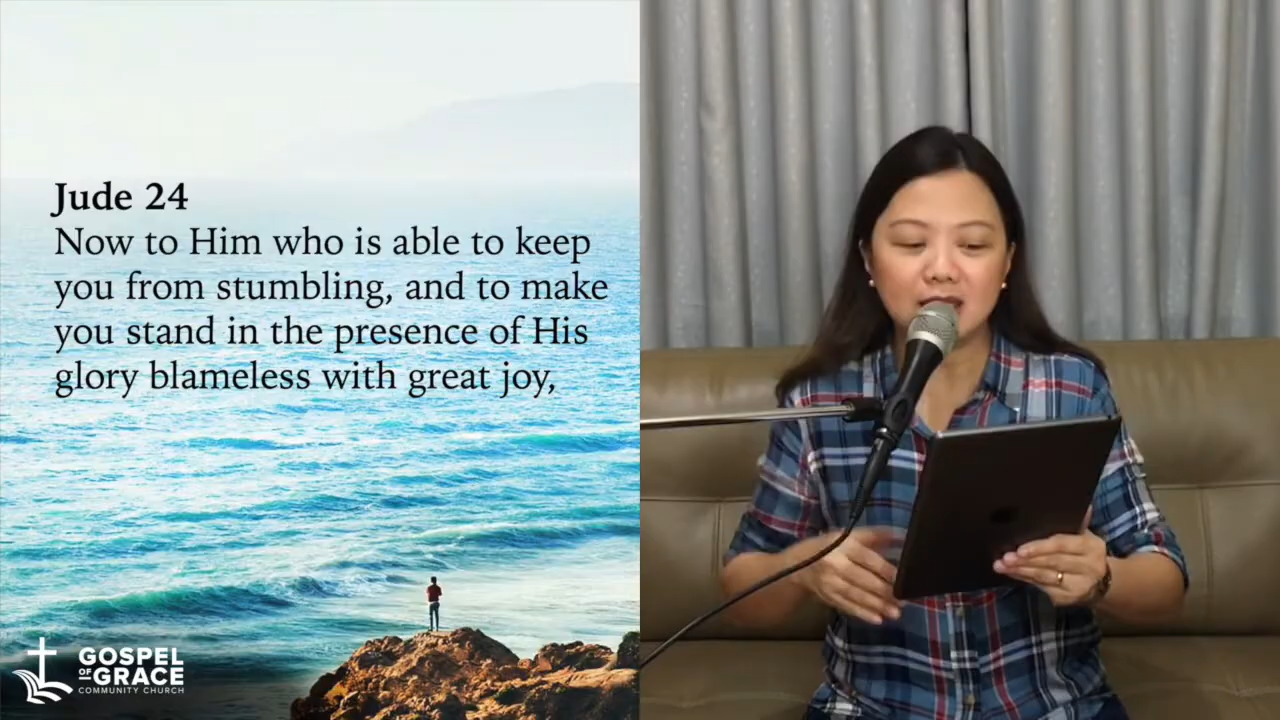 Jude 24
Now to Him who is able to keep
you from stumbling, and to make
you stand in the presence of His
glory blameless with great joy,
GOSPEL
OF
GRACE
COMMUNITY CHURCH